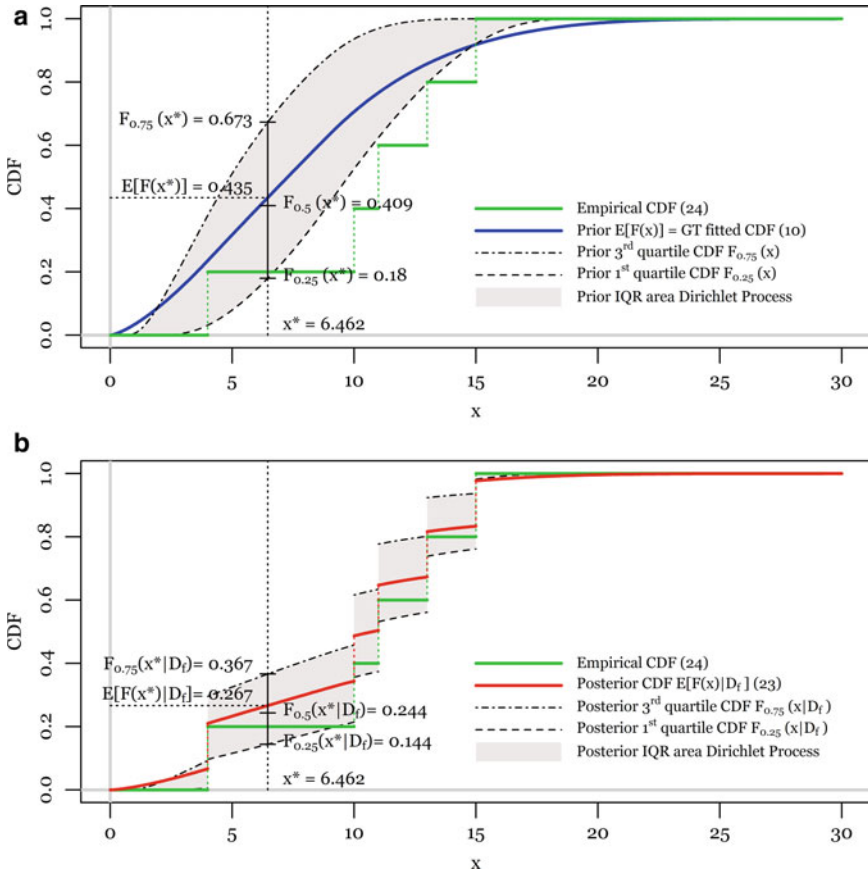 a
1.0
0.8
0.6
0.4
0.2
0.0
CDF
F0.75 (x*) = 0.673
E[F(x*)] = 0.435
F0.5 (x*) = 0.409
F0.25 (x*) = 0.18
x* = 6.462
Empirical CDF (24)
Prior E[F(x)] = GT fitted CDF (10)
Prior 3rd quartile CDF F0.75 (x)
Prior 1st quartile CDF F0.25 (x)
Prior IQR area Dirichlet Process
0 5 10 15 20 25 30
x
b
1.0
0.8
0.6
0.4
0.2
0.0
CDF
F0.75(x*|Df)= 0.367
E[F(x*)|Df]= 0.267
F0.5(x*|Df)= 0.244
F0.25(x*|Df)= 0.144
x* = 6.462
Empirical CDF (24)
Posterior CDF E[F(x)|Df ] (23)
Posterior 3rd quartile CDF F0.75 (x|Df )
Posterior 1st quartile CDF F0.25 (x|Df )
Posterior IQR area Dirichlet Process
0 5 10 15 20 25 30
x